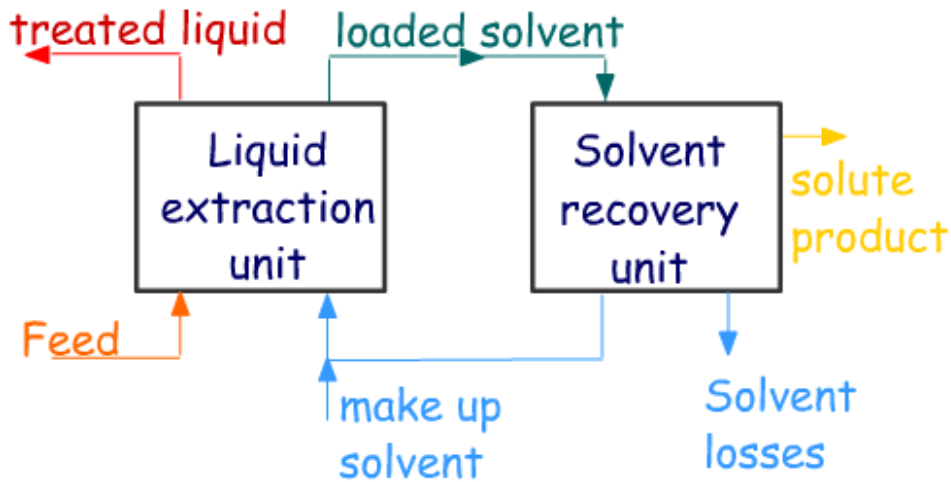 treated liquid
loaded solvent
Liquid
extraction
unit
Solvent
recovery
unit
solute
product
Feed
make up
solvent
Solvent
losses